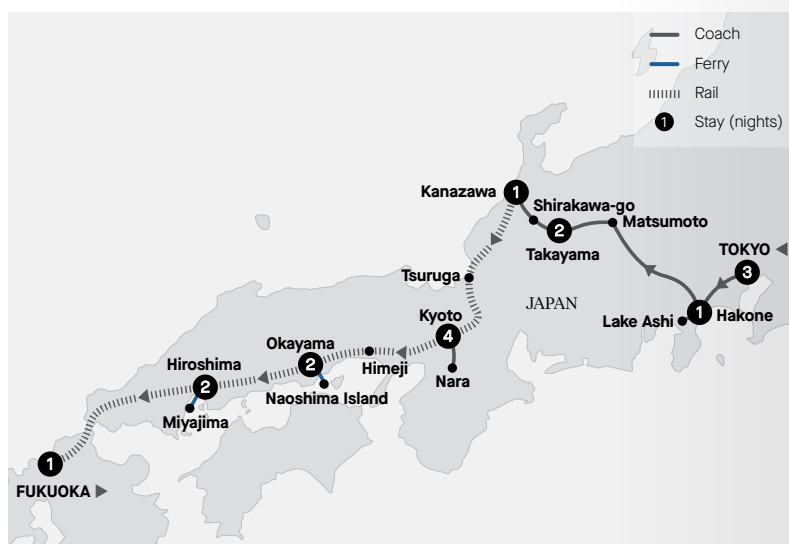 Coach
Ferry
Rail
1 Stay (nights)
Kanazawa 1
Shirakawa-go
Matsumoto
2
Takayama
TOKYO
3
Tsuruga
JAPAN
Lake Ashi
1 Hakone
Kyoto
4
Okayama
2
Himeji
Nara
Hiroshima
2
Naoshima Island
Miyajima
1
FUKUOKA